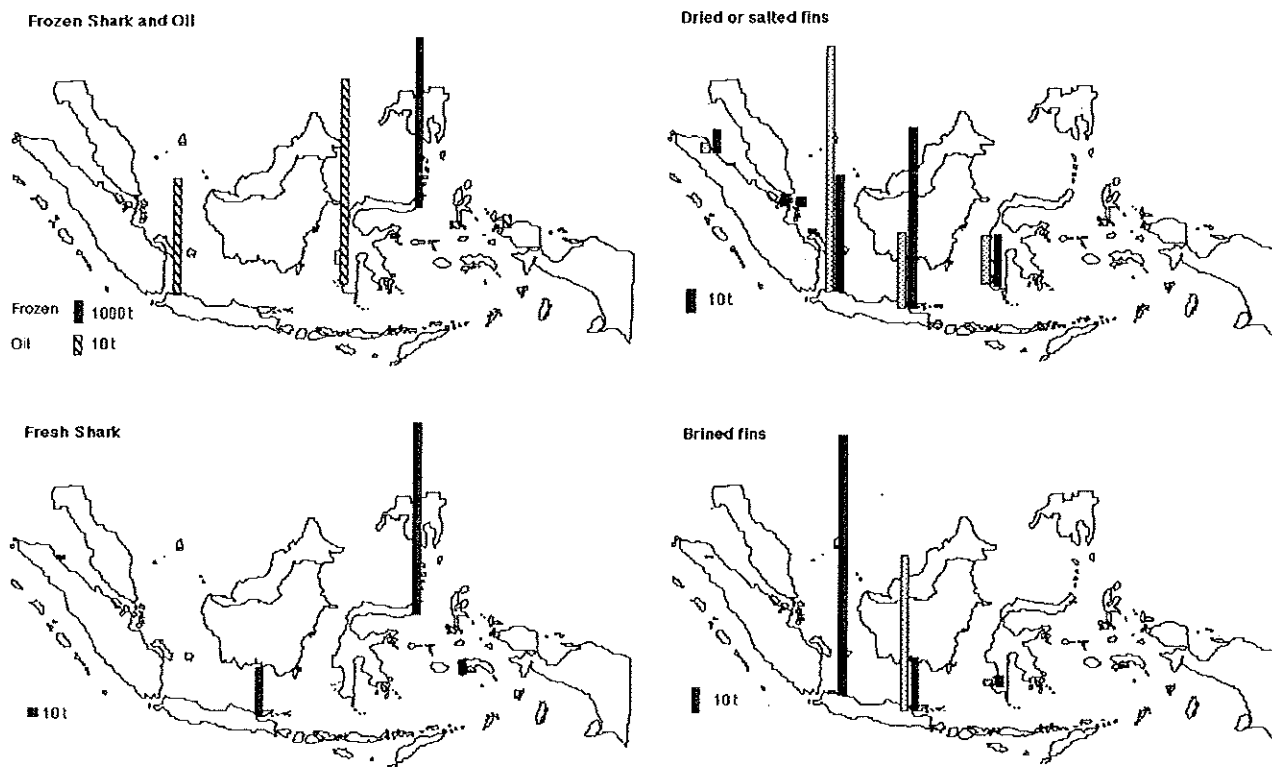 Frozen Shark and Oil
Frozen 1000t
Oil 10t
Dried or salted fins
10t
Fresh Shark
10t
Brined fins
10t